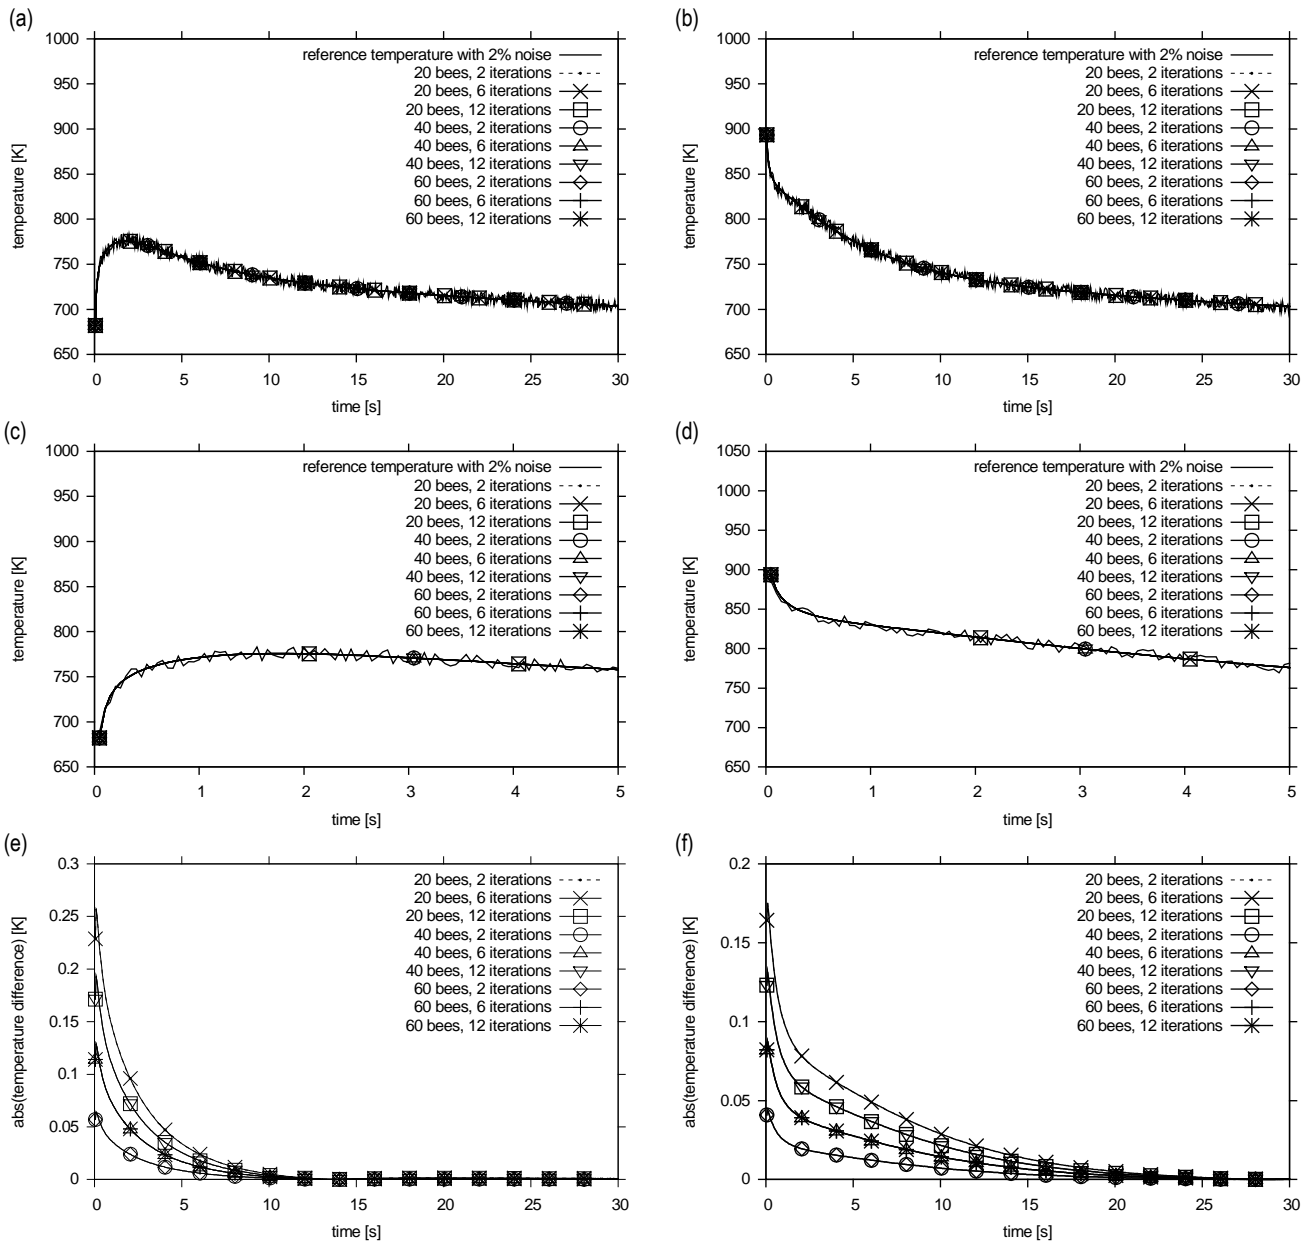 (a)
1000
950
900
850
800
750
700
650
temperature [K]
reference temperature with 2% noise
20 bees, 2 iterations
20 bees, 6 iterations
20 bees, 12 iterations
40 bees, 2 iterations
40 bees, 6 iterations
40 bees, 12 iterations
60 bees, 2 iterations
60 bees, 6 iterations
60 bees, 12 iterations
0 5 10 15 20 25 30
time [s]
(b)
1000
950
900
850
800
750
700
650
temperature [K]
reference temperature with 2% noise
20 bees, 2 iterations
20 bees, 6 iterations
20 bees, 12 iterations
40 bees, 2 iterations
40 bees, 6 iterations
40 bees, 12 iterations
60 bees, 2 iterations
60 bees, 6 iterations
60 bees, 12 iterations
0 5 10 15 20 25 30
time [s]
(c)
1000
950
900
850
800
750
700
650
temperature [K]
reference temperature with 2% noise
20 bees, 2 iterations
20 bees, 6 iterations
20 bees, 12 iterations
40 bees, 2 iterations
40 bees, 6 iterations
40 bees, 12 iterations
60 bees, 2 iterations
60 bees, 6 iterations
60 bees, 12 iterations
0 1 2 3 4 5
time [s]
(d)
1050
1000
950
900
850
800
750
700
650
temperature [K]
reference temperature with 2% noise
20 bees, 2 iterations
20 bees, 6 iterations
20 bees, 12 iterations
40 bees, 2 iterations
40 bees, 6 iterations
40 bees, 12 iterations
60 bees, 2 iterations
60 bees, 6 iterations
60 bees, 12 iterations
0 1 2 3 4 5
time [s]
(e)
0.3
0.25
0.2
0.15
0.1
0.05
0
abs(temperature difference) [K]
20 bees, 2 iterations
20 bees, 6 iterations
20 bees, 12 iterations
40 bees, 2 iterations
40 bees, 6 iterations
40 bees, 12 iterations
60 bees, 2 iterations
60 bees, 6 iterations
60 bees, 12 iterations
0 5 10 15 20 25 30
time [s]
(f)
0.2
0.15
0.1
0.05
0
abs(temperature difference) [K]
20 bees, 2 iterations
20 bees, 6 iterations
20 bees, 12 iterations
40 bees, 2 iterations
40 bees, 6 iterations
40 bees, 12 iterations
60 bees, 2 iterations
60 bees, 6 iterations
60 bees, 12 iterations
0 5 10 15 20 25 30
time [s]